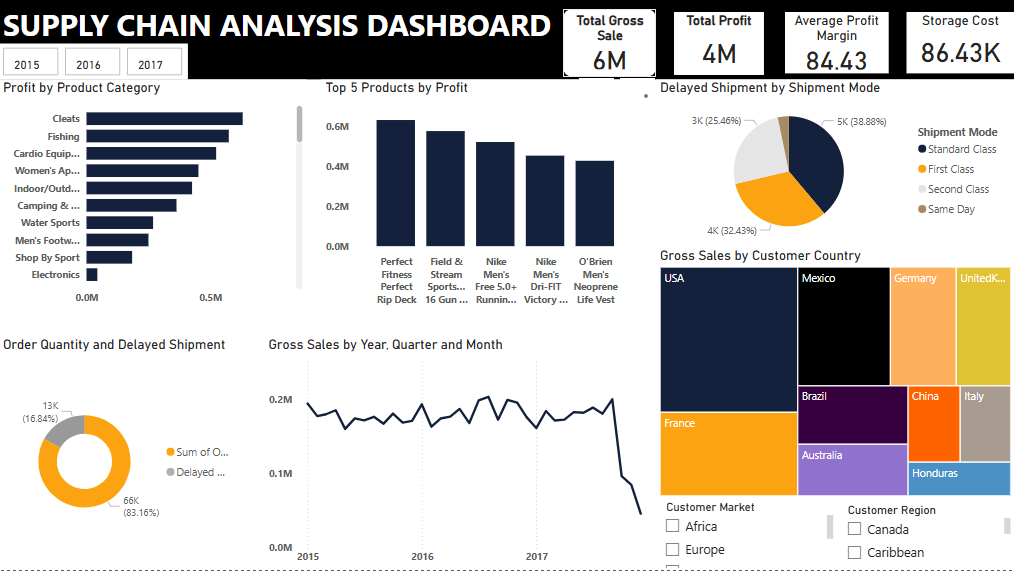 SUPPLY CHAIN ANALYSIS DASHBOARD
2015
2016
2017
Total Gross
Sale
6M
Total Profit
4M
Average Profit
Margin
84.43
Storage Cost
86.43K
Profit by Product Category
Cleats
Fishing
Cardio Equip...
Women's Ap...
Indoor/Outd...
Camping & ...
Water Sports
Men's Footw...
Shop By Sport
Electronics
0.0M
0.5M
Top 5 Products by Profit
0.6M
0.4M
0.2M
0.0M
Perfect
Fitness
Perfect
Rip Deck
Field &
Stream
Sports...
16 Gun ...
Nike
Men's
Free 5.0+
Runnin...
Nike
Men's
Dri-FIT
Victory ...
O'Brien
Men's
Neoprene
Life Vest
Delayed Shipment by Shipment Mode
3K (25.46%)
5K (38.88%)
4K (32.43%)
Shipment Mode
Standard Class
First Class
Second Class
Same Day
Gross Sales by Customer Country
USA
Mexico
Germany
UnitedK...
France
Brazil
Australia
China
Italy
Honduras
Order Quantity and Delayed Shipment
13K
(16.84%)
66K
(83.16%)
Sum of O...
Delayed ...
Gross Sales by Year, Quarter and Month
0.2M
0.1M
0.0M
2015
2016
2017
Customer Market
Africa
Europe
Customer Region
Canada
Caribbean